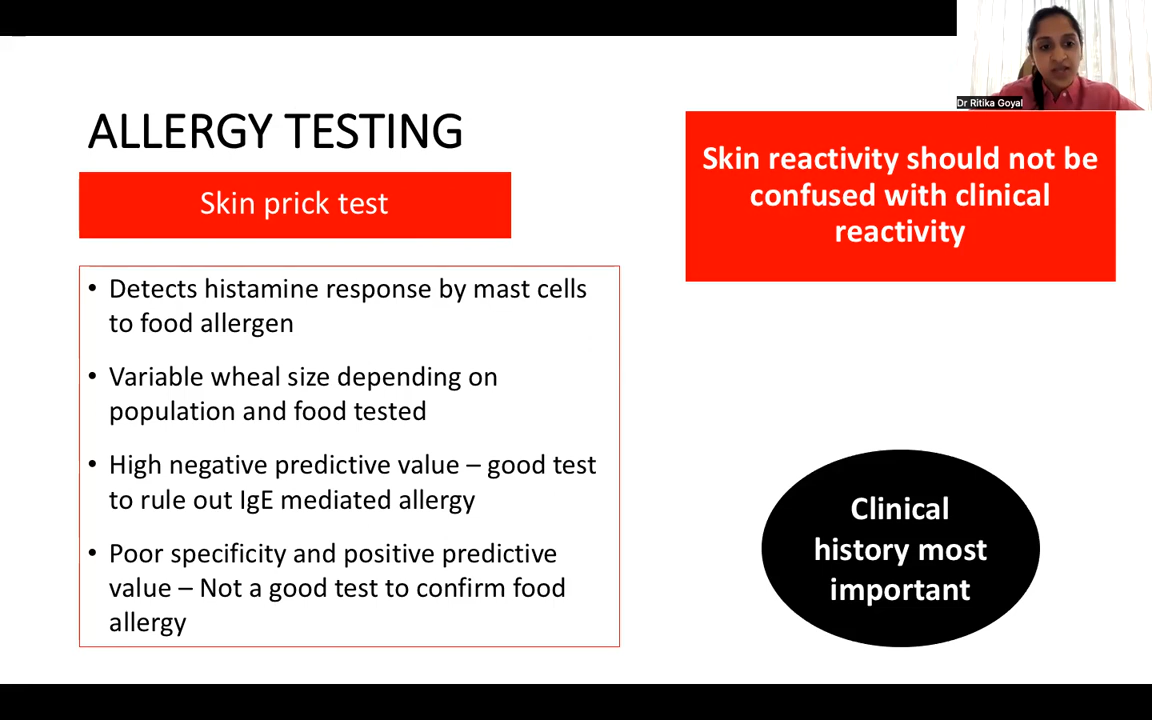 Dr Ritika Goyal
ALLERGY TESTING
Skin prick test
Skin reactivity should not be
confused with clinical
reactivity
• Detects histamine response by mast cells
to food allergen
• Variable wheal size depending on
population and food tested
• High negative predictive value – good test
to rule out IgE mediated allergy
• Poor specificity and positive predictive
value – Not a good test to confirm food
allergy
Clinical
history most
important